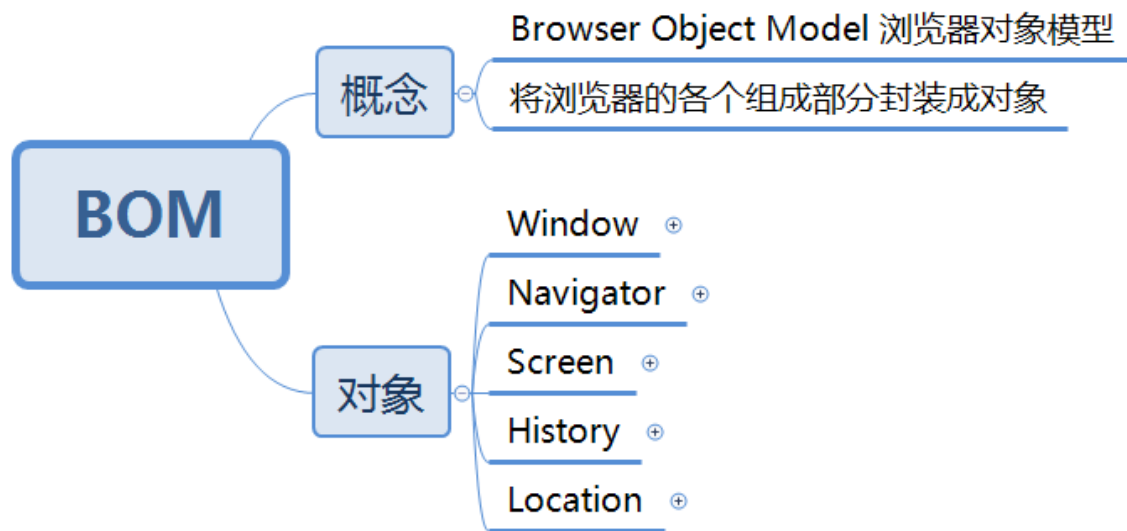 BOM
概念
Browser Object Model 浏览器对象模型
将浏览器的各个组成部分封装成对象
对象
Window
Navigator
Screen
History
Location